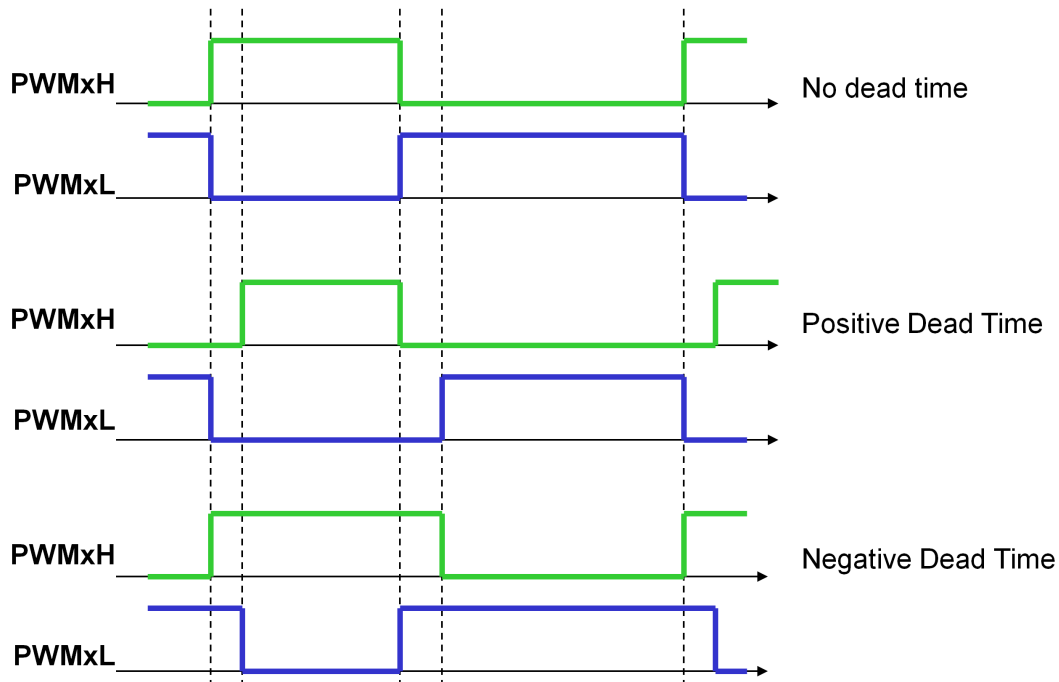 PWMxH
No dead time
PWMxL
PWMxH
Positive Dead Time
PWMxL
PWMxH
Negative Dead Time
PWMxL